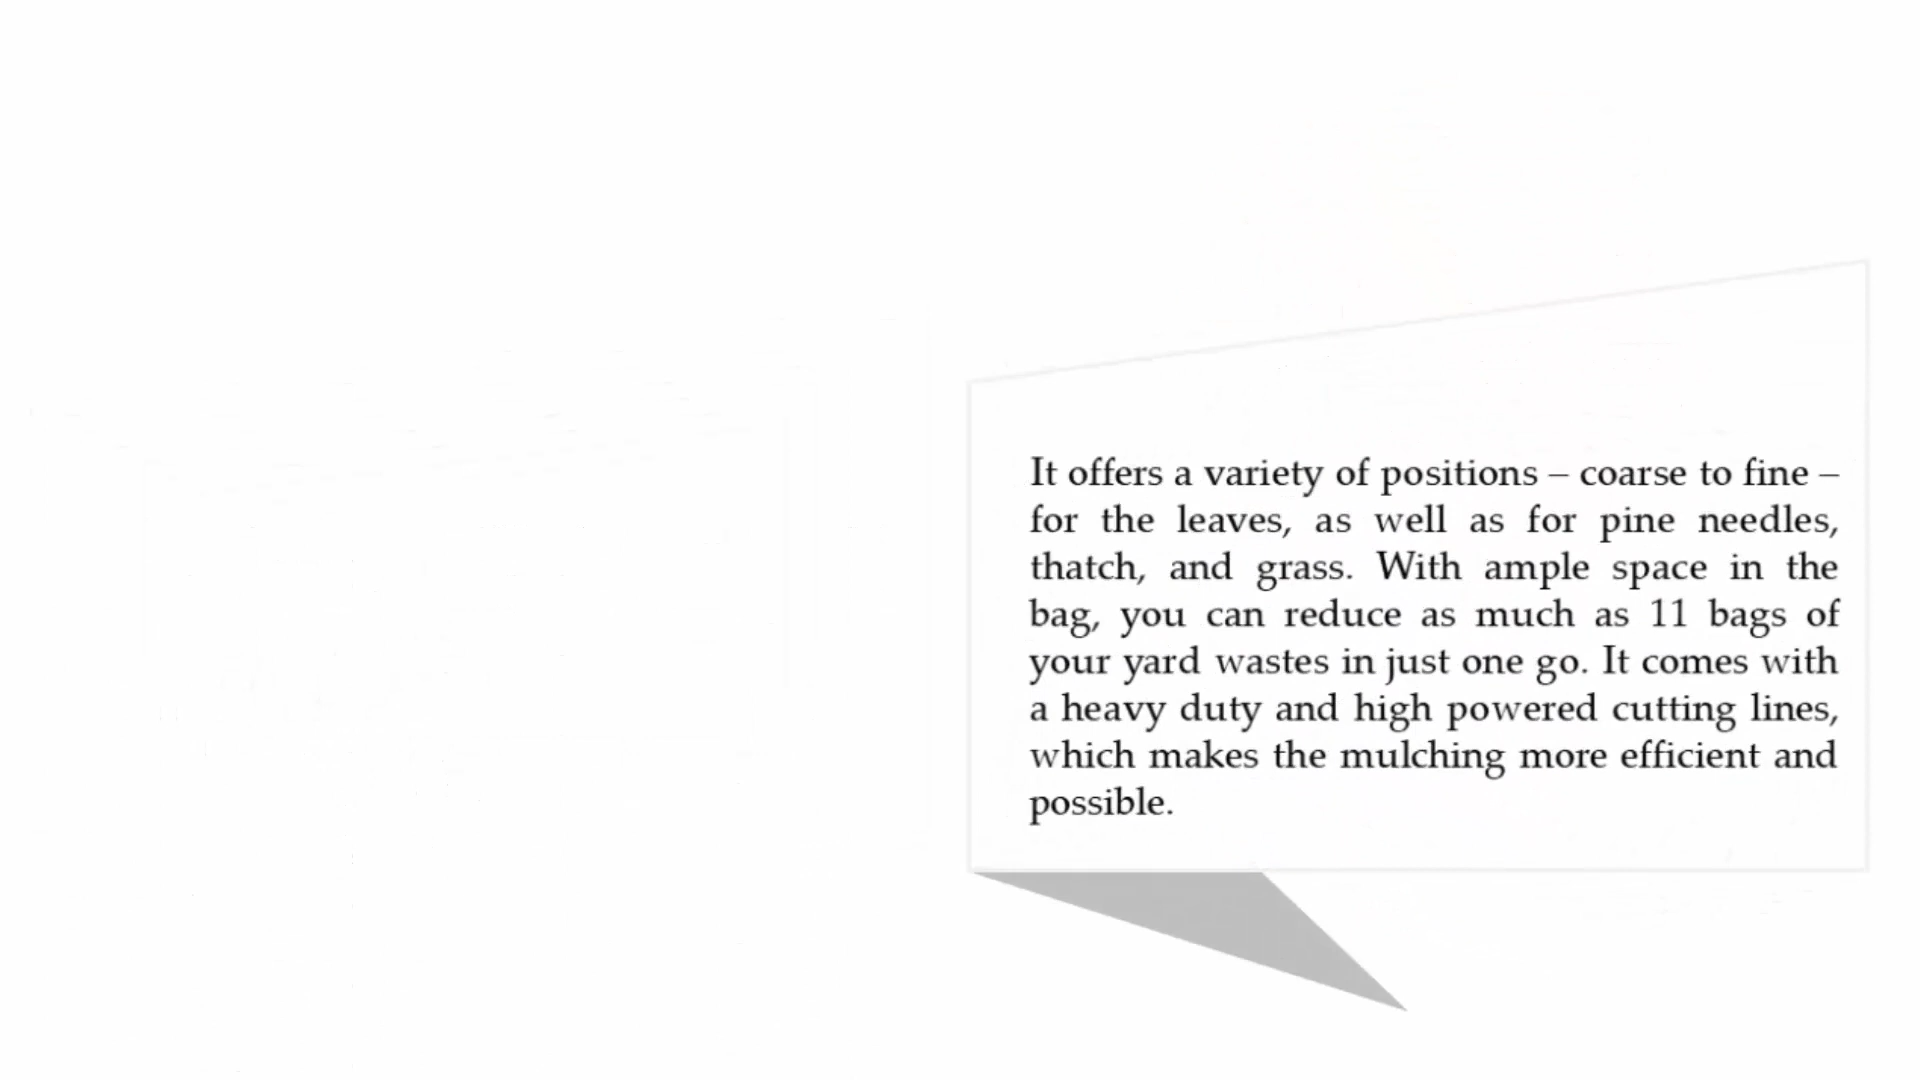 It offers a variety of positions – coarse to fine –
for the leaves, as well as for pine needles,
thatch, and grass. With ample space in the
bag, you can reduce as much as 11 bags of
your yard wastes in just one go. It comes with
a heavy duty and high powered cutting lines,
which makes the mulching more efficient and
possible.